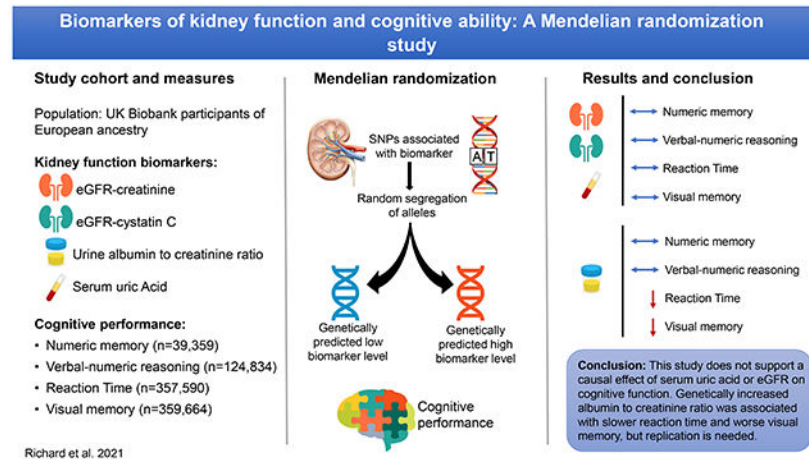 Biomarkers of kidney function and cognitive ability: A Mendelian randomization
study
Study cohort and measures
Population: UK Biobank participants of
European ancestry
Kidney function biomarkers:
eGFR-creatinine
eGFR-cystatin C
Urine albumin to creatinine ratio
Serum uric Acid
Cognitive performance:
• Numeric memory (n=39,359)
• Verbal-numeric reasoning (n=124,834)
• Reaction Time (n=357,590)
• Visual memory (n=359,664)
Richard et al. 2021
Mendelian randomization
SNPs associated
with biomarker
A T
Random segregation
of alleles
Genetically
predicted low
biomarker level
Genetically
predicted high
biomarker level
Cognitive
performance
Results and conclusion
Numeric memory
Verbal-numeric reasoning
Reaction Time
Visual memory
Numeric memory
Verbal-numeric reasoning
Reaction Time
Visual memory
Conclusion: This study does not support a
causal effect of serum uric acid or eGFR on
cognitive function. Genetically increased
albumin to creatinine ratio was associated
with slower reaction time and worse visual
memory, but replication is needed.